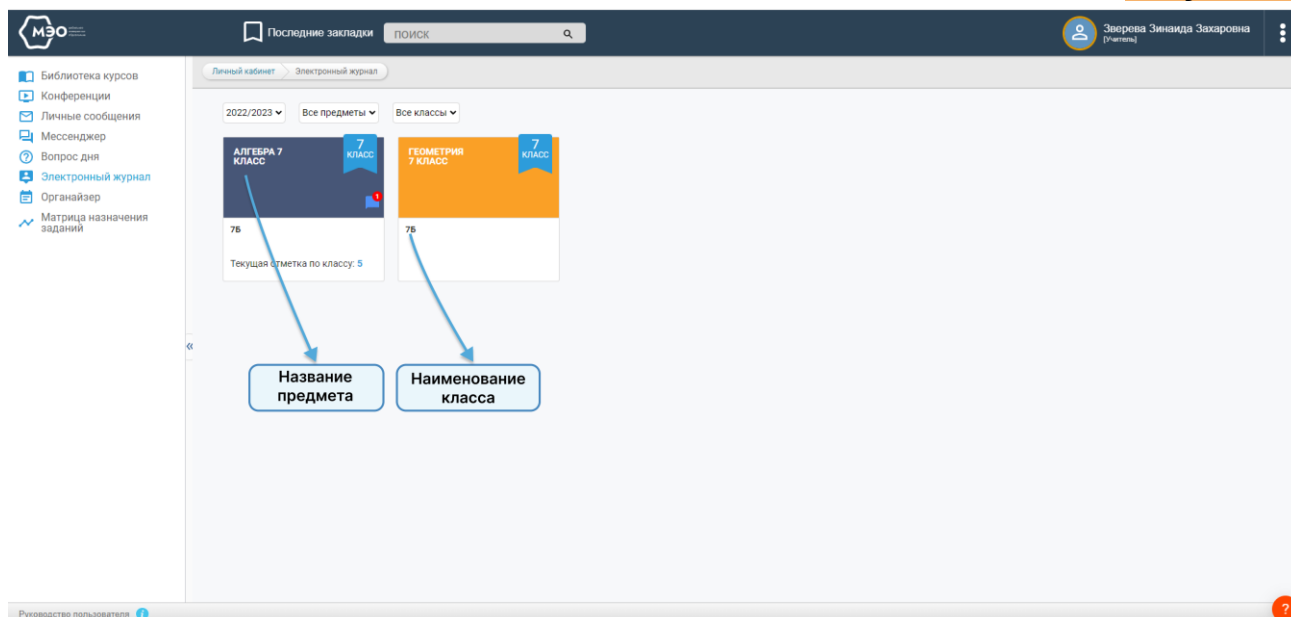 МЭО
Последние закладки
ПОИСК
Зверева Зинаида Захаровна
[Учитель]
Библиотека курсов
Конференции
Личные сообщения
Мессенджер
Вопрос дня
Электронный журнал
Органайзер
Матрица назначения
заданий
Личный кабинет
Электронный журнал
2022/2023
Все предметы
Все классы
АЛГЕБРА 7
КЛАСС
7
КЛАСС
1
7Б
Текущая отметка по классу: 5
ГЕОМЕТРИЯ
7 КЛАСС
7
КЛАСС
7Б
«
Название
предмета
Наименование
класса
Руководство пользователя
?